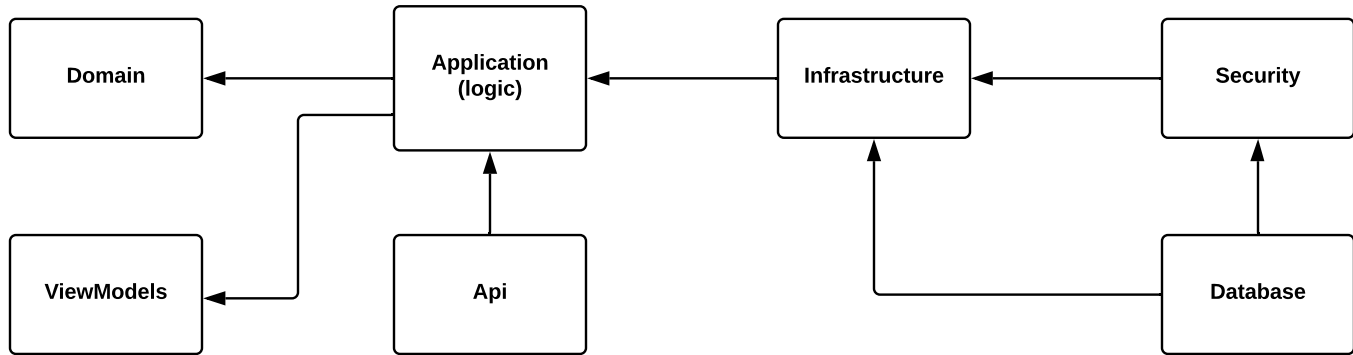 Domain
Application
(logic)
Infrastructure
Security
ViewModels
Api
Database